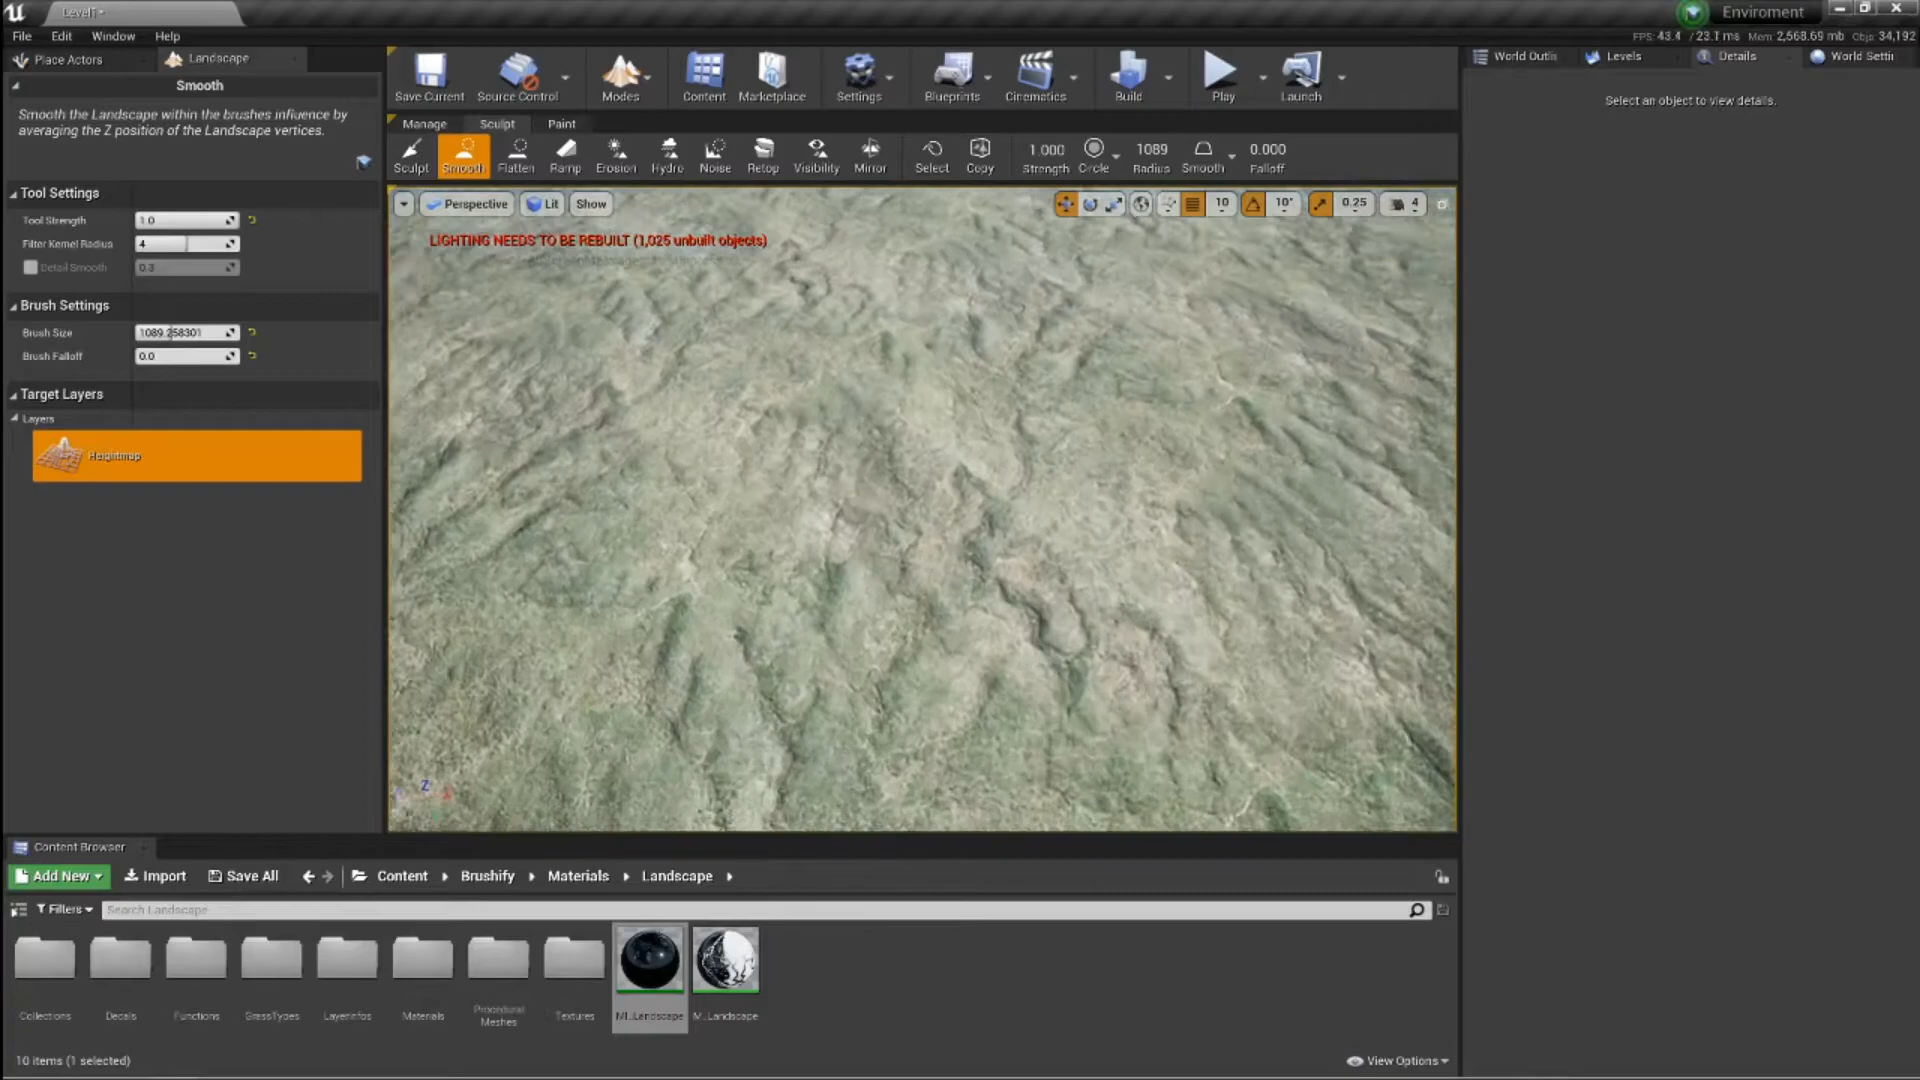 Level1*
Enviroment
File Edit Window Help
FPS: 43.4 / 23.1 ms Mem: 2,568.69 mb Objs: 34,192
Place Actors
Landscape
Smooth
Smooth the Landscape within the brushes influence by
averaging the Z position of the Landscape vertices.
Tool Settings
Tool Strength 1.0
Filter Kernel Radius 4
Detail Smooth 0.3
Brush Settings
Brush Size 1089.258301
Brush Falloff 0.0
Target Layers
Layers
Heightmap
Save Current Source Control Modes Content Marketplace Settings Blueprints Cinematics Build Play Launch
Manage Sculpt Paint
Sculpt Smooth Flatten Ramp Erosion Hydro Noise Retop Visibility Mirror Select Copy
1.000 1089 0.000
Strength Circle Radius Smooth Falloff
Perspective Lit Show
10 10° 0.25 4
LIGHTING NEEDS TO BE REBUILT (1,025 unbuilt objects)
Z
World Outlin Levels Details World Settin
Select an object to view details.
Content Browser
Add New Import Save All Content Brushify Materials Landscape
Filters Search Landscape
Collections Decals Functions GrassTypes LayerInfos Materials Procedural Meshes Textures MI_Landscape M_Landscape
10 items (1 selected)
View Options